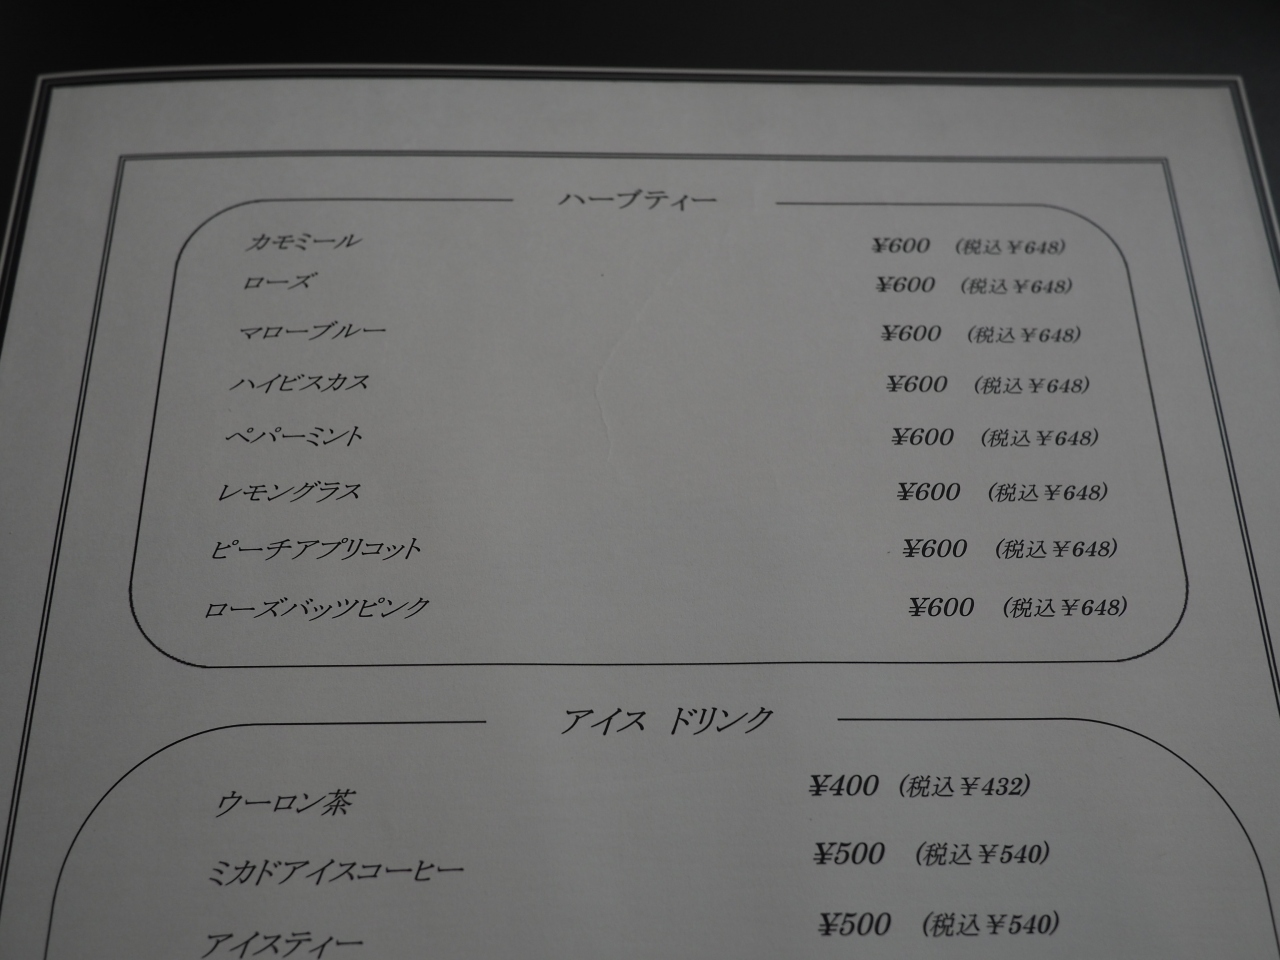 ハーブティー
カモミール ¥600 (税込￥648)
ローズ ¥600 (税込￥648)
マローブルー ¥600 (税込￥648)
ハイビスカス ¥600 (税込￥648)
ペパーミント ¥600 (税込￥648)
レモングラス ¥600 (税込￥648)
ピーチアプリコット ¥600 (税込￥648)
ローズバッツピンク ¥600 (税込￥648)
アイス ドリンク
ウーロン茶 ¥400 (税込￥432)
ミカドアイスコーヒー ¥500 (税込￥540)
アイスティー ¥500 (税込￥540)